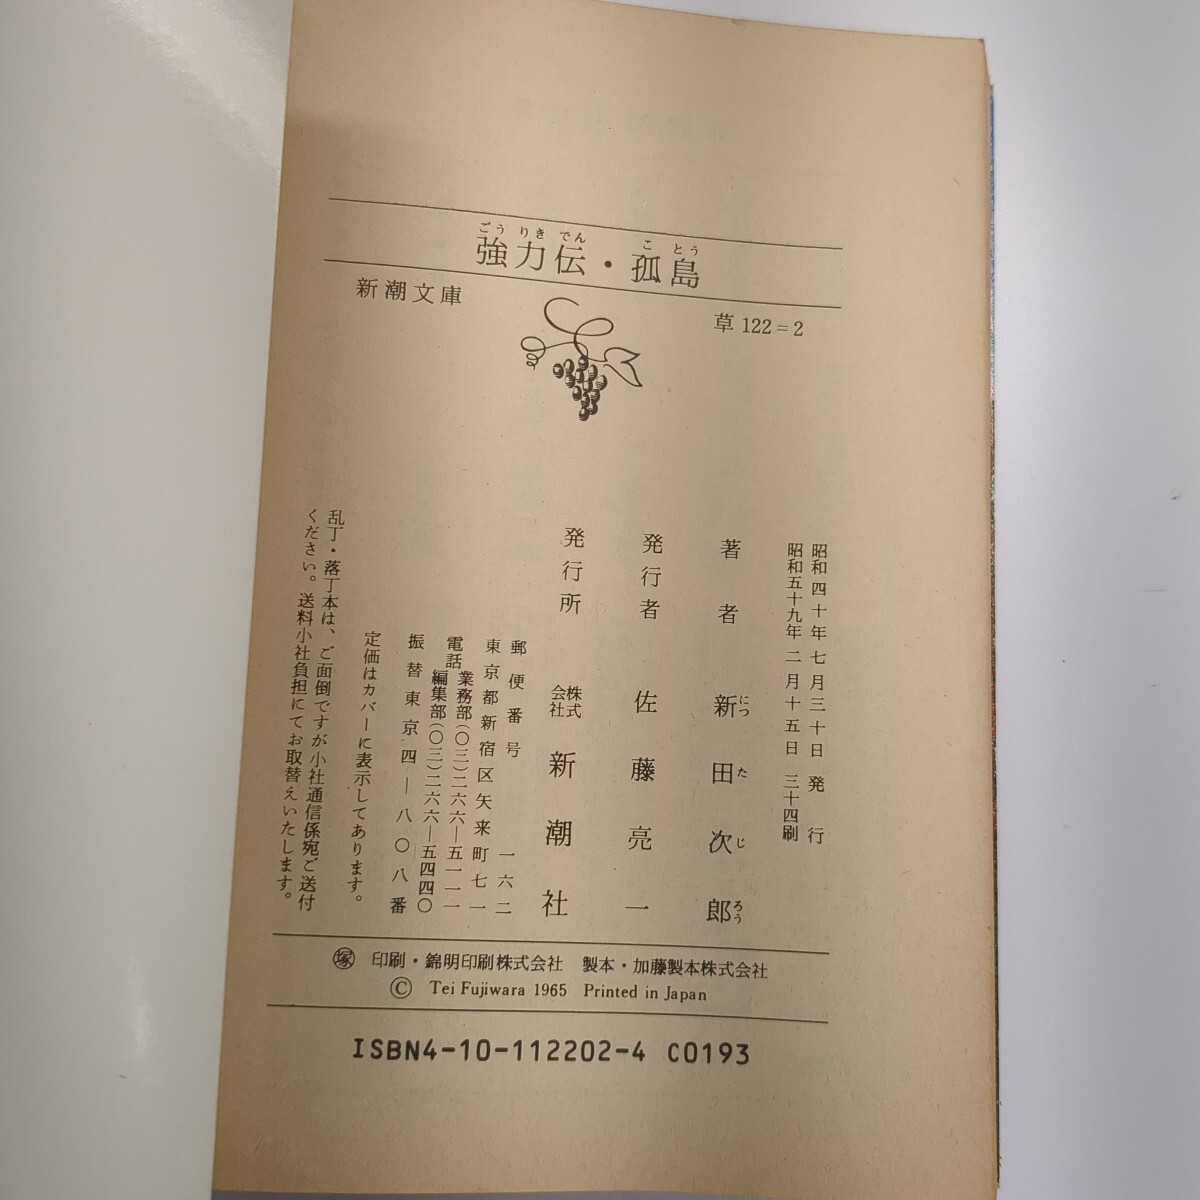 ごうりきでん ことう
強力伝・孤島
新潮文庫
草122=2
昭和四十年七月三十日発行
昭和五十九年二月十五日三十四刷
著者 新田次郎
にったじろう
発行者 佐藤亮一
発行所 株式会社 新潮社
郵便番号 一六二
東京都新宿区矢来町七一
電話 業務部(〇三)二六六―五一一一
編集部(〇三)二六六―五四四〇
振替東京四―八〇八番
定価はカバーに表示してあります。
乱丁・落丁本は、ご面倒ですが小社通信係宛ご送付
ください。送料小社負担にてお取替えいたします。
塚 印刷・錦明印刷株式会社 製本・加藤製本株式会社
© Tei Fujiwara 1965 Printed in Japan
ISBN4-10-112202-4 C0193